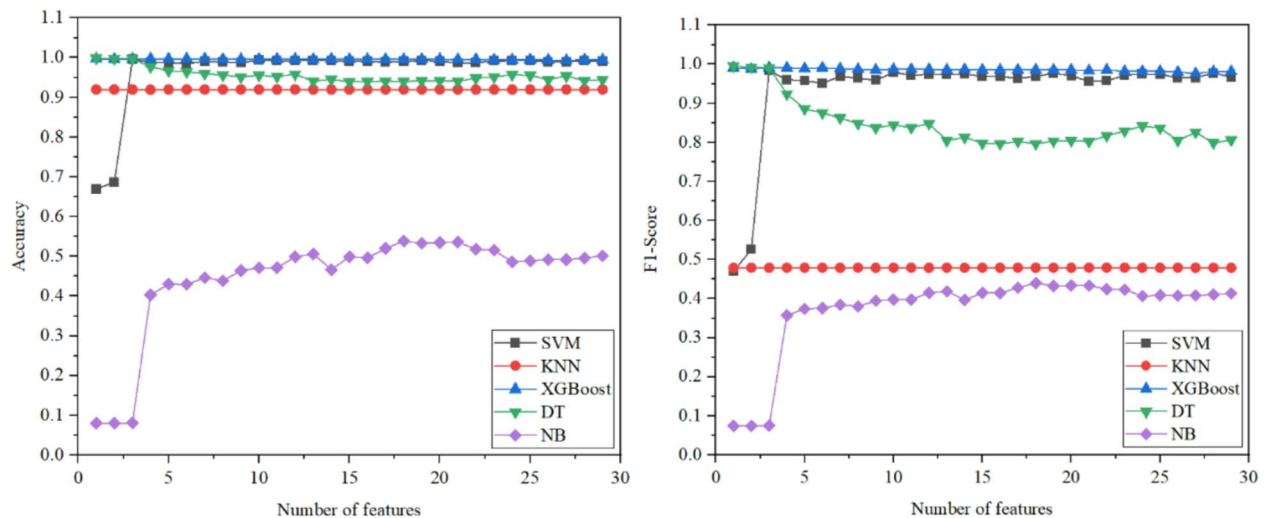 1.1
1.0
0.9
0.8
0.7
0.6
0.5
0.4
0.3
0.2
0.1
0.0
Accuracy
0 5 10 15 20 25 30
Number of features
SVM
KNN
XGBoost
DT
NB
1.1
1.0
0.9
0.8
0.7
0.6
0.5
0.4
0.3
0.2
0.1
0.0
F1-Score
0 5 10 15 20 25 30
Number of features
SVM
KNN
XGBoost
DT
NB